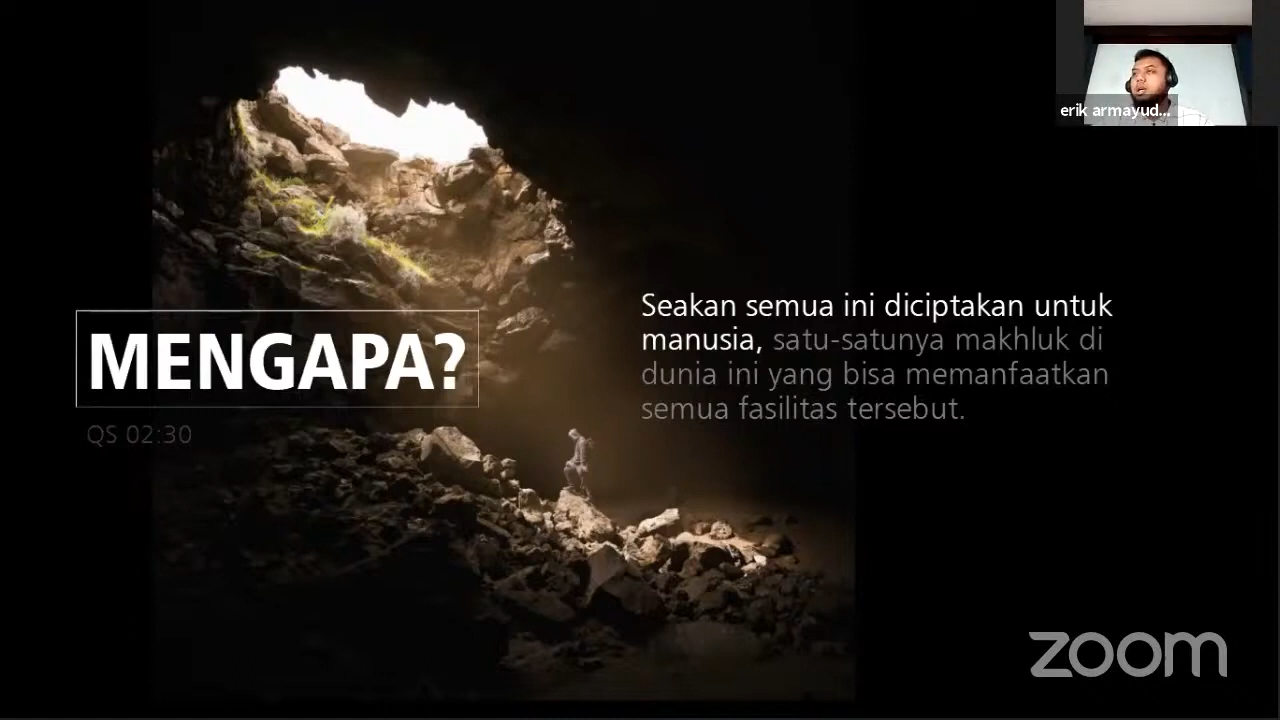 erik armayud...
MENGAPA?
QS 02:30
Seakan semua ini diciptakan untuk
manusia, satu-satunya makhluk di
dunia ini yang bisa memanfaatkan
semua fasilitas tersebut.
zoom